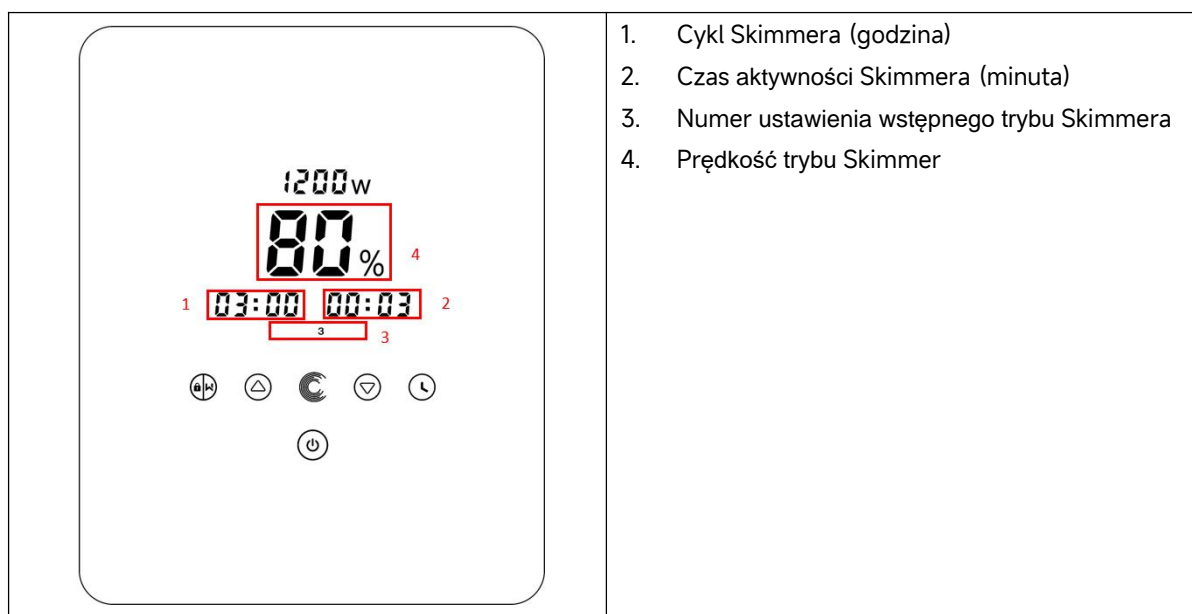 1200w
80%
4
1
03:00
00:03
2
3
3
1. Cykl Skimmera (godzina)
2. Czas aktywności Skimmera (minuta)
3. Numer ustawienia wstępnego trybu Skimmera
4. Prędkość trybu Skimmer